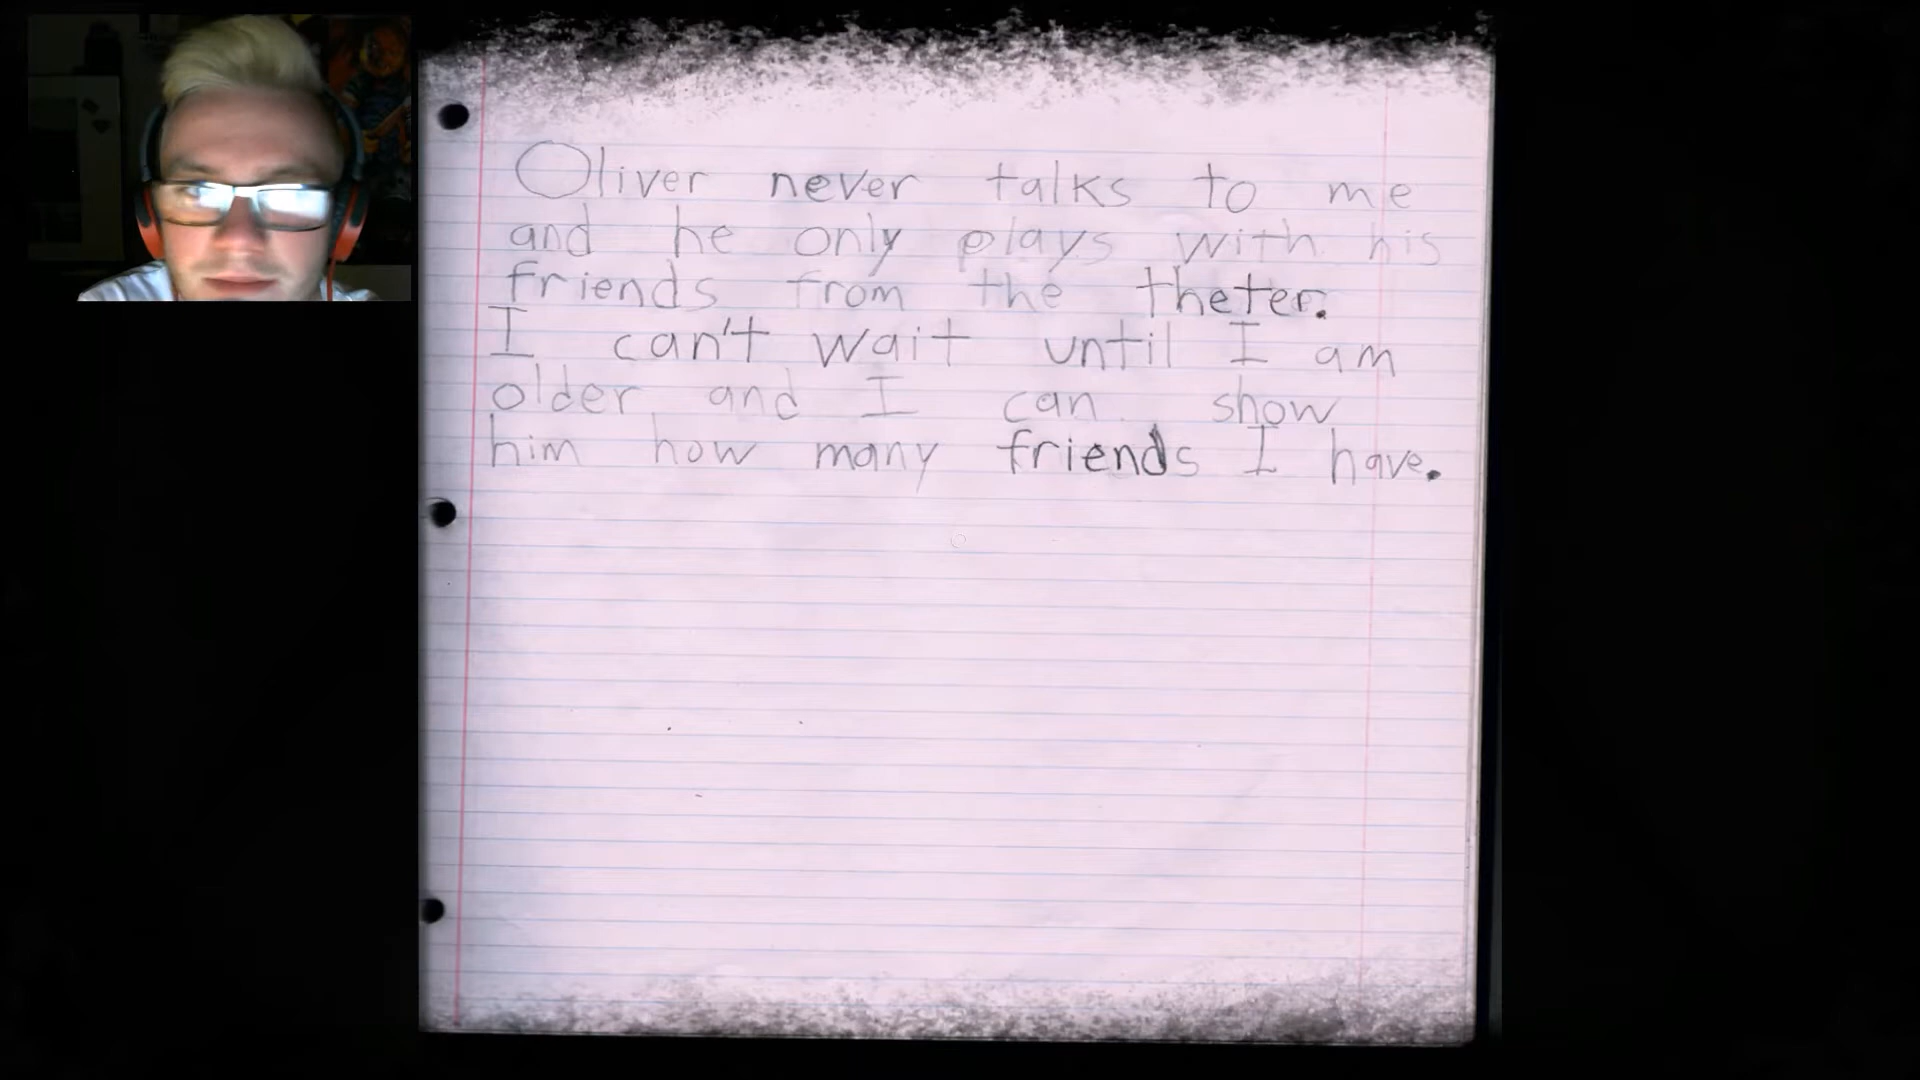 Oliver never talks to me
and he only plays with his
friends from the theter.
I can't wait until I am
older and I can show
him how many friends I have.